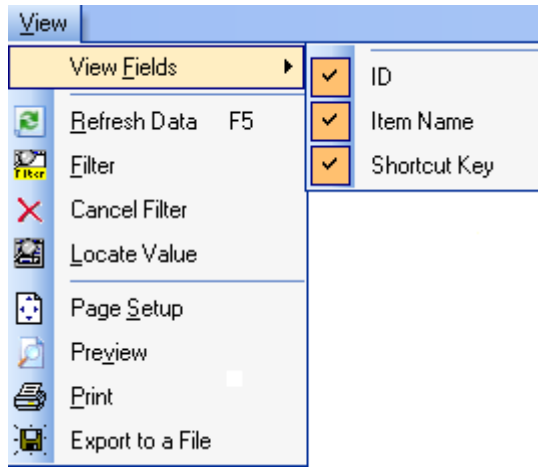 View
View Fields
ID
Refresh Data F5
Item Name
Filter
Filter
Shortcut Key
Cancel Filter
Locate Value
Page Setup
Preview
Print
Export to a File